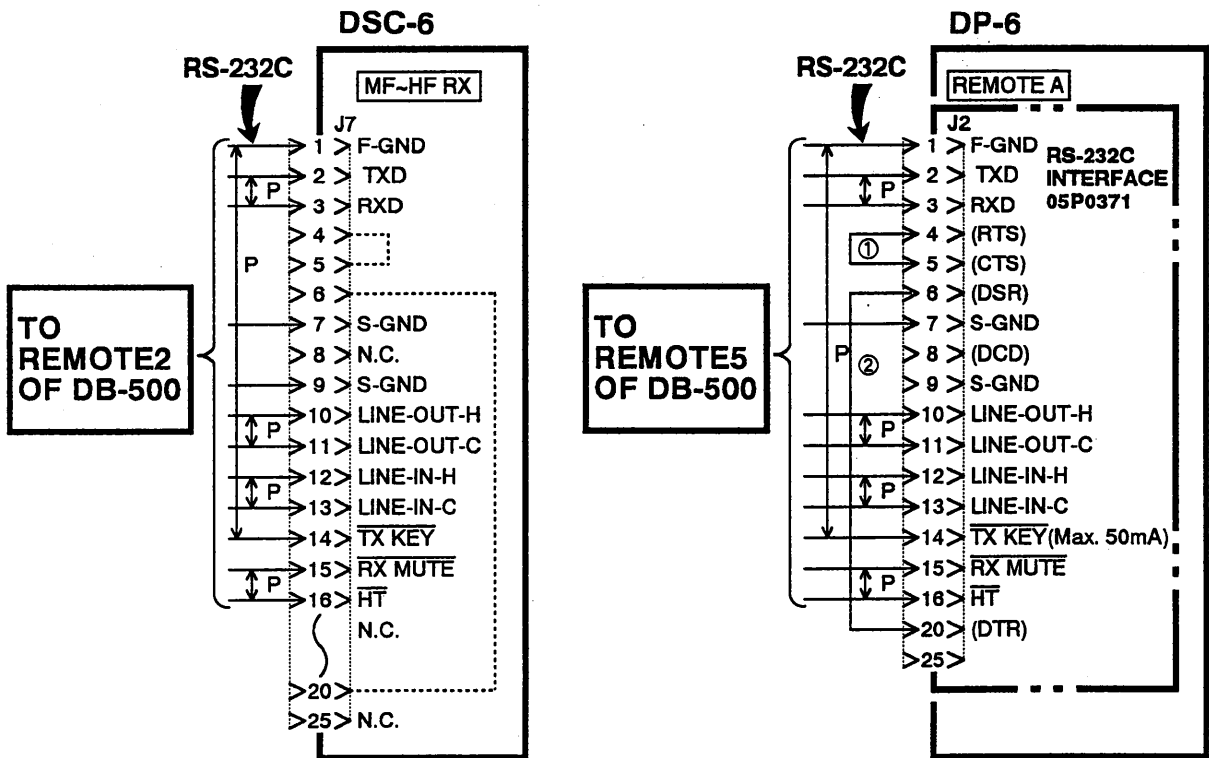 DSC-6
RS-232C
MF~HF RX
J7
1 F-GND
2 TXD
P
3 RXD
4
5
P
6
7 S-GND
8 N.C.
9 S-GND
10 LINE-OUT-H
P
11 LINE-OUT-C
12 LINE-IN-H
P
13 LINE-IN-C
14 TX KEY
15 RX MUTE
P
16 HT
N.C.
20
25 N.C.
TO
REMOTE2
OF DB-500
DP-6
RS-232C
REMOTE A
J2
1 F-GND
RS-232C
INTERFACE
05P0371
2 TXD
P
3 RXD
4 (RTS)
①
5 (CTS)
6 (DSR)
7 S-GND
P
②
8 (DCD)
9 S-GND
10 LINE-OUT-H
P
11 LINE-OUT-C
12 LINE-IN-H
P
13 LINE-IN-C
14 TX KEY(Max. 50mA)
15 RX MUTE
P
16 HT
20 (DTR)
25
TO
REMOTE5
OF DB-500